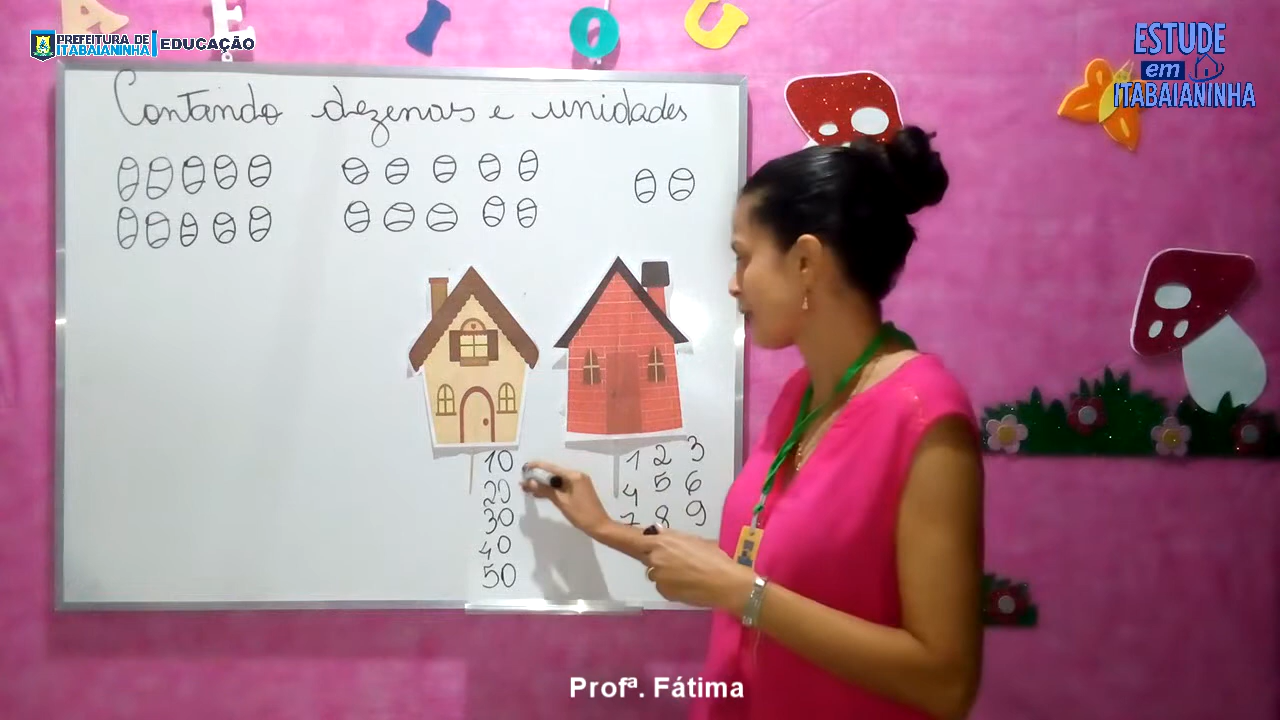 A E I O U
PREFEITURA DE
ITABAIANINHA
EDUCAÇÃO
ESTUDE
em
ITABAIANINHA
Contando dezenas e unidades
10
20
30
40
50
1 2 3
4 5 6
7 8 9
Profª. Fátima